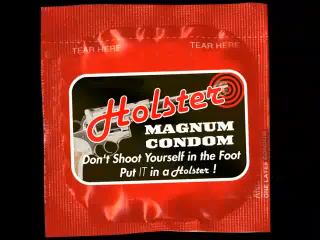 TEAR HERE TEAR HERE
Holster
MAGNUM
CONDOM
Don't Shoot Yourself in the Foot
Put IT in a Holster !